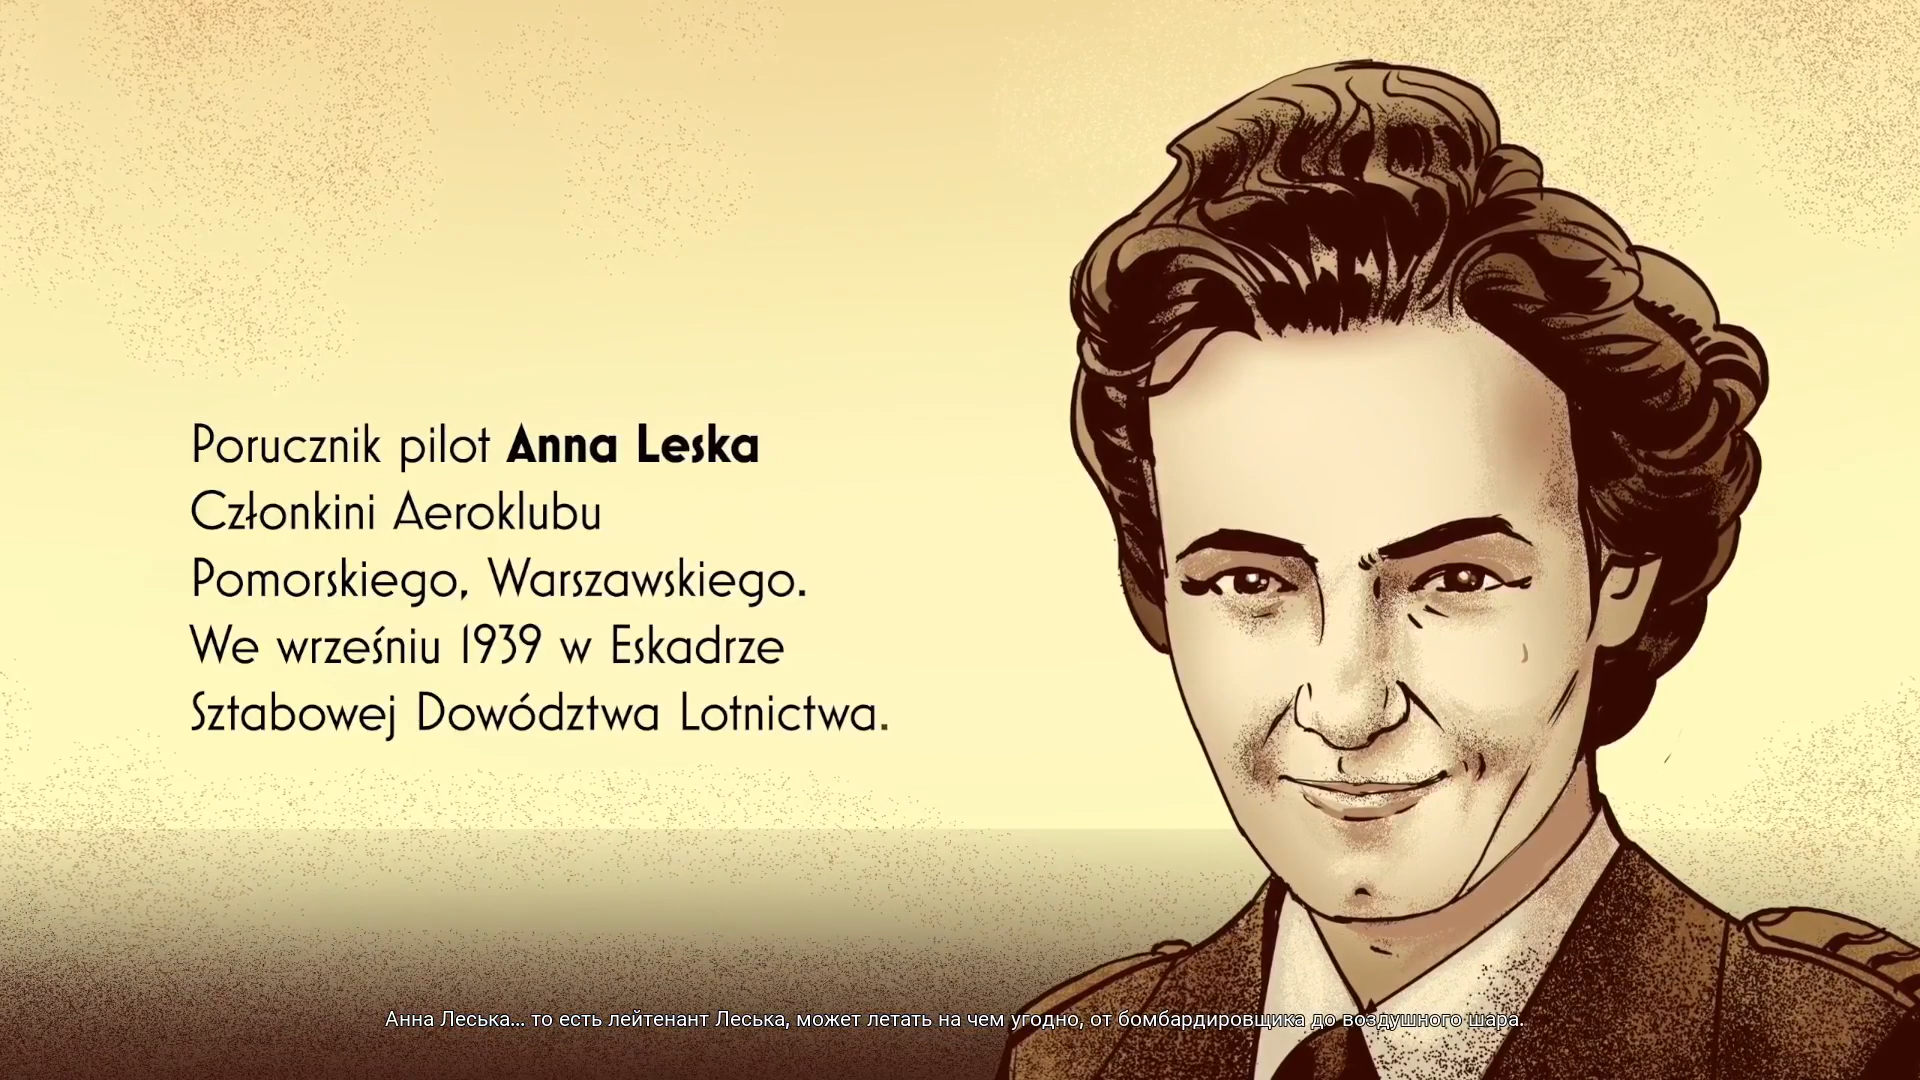 Porucznik pilot Anna Leska
Członkini Aeroklubu
Pomorskiego, Warszawskiego.
We wrześniu 1939 w Eskadrze
Sztabowej Dowództwa Lotnictwa.
Анна Леська... то есть лейтенант Леська, может летать на чем угодно, от бомбардировщика до воздушного шара.